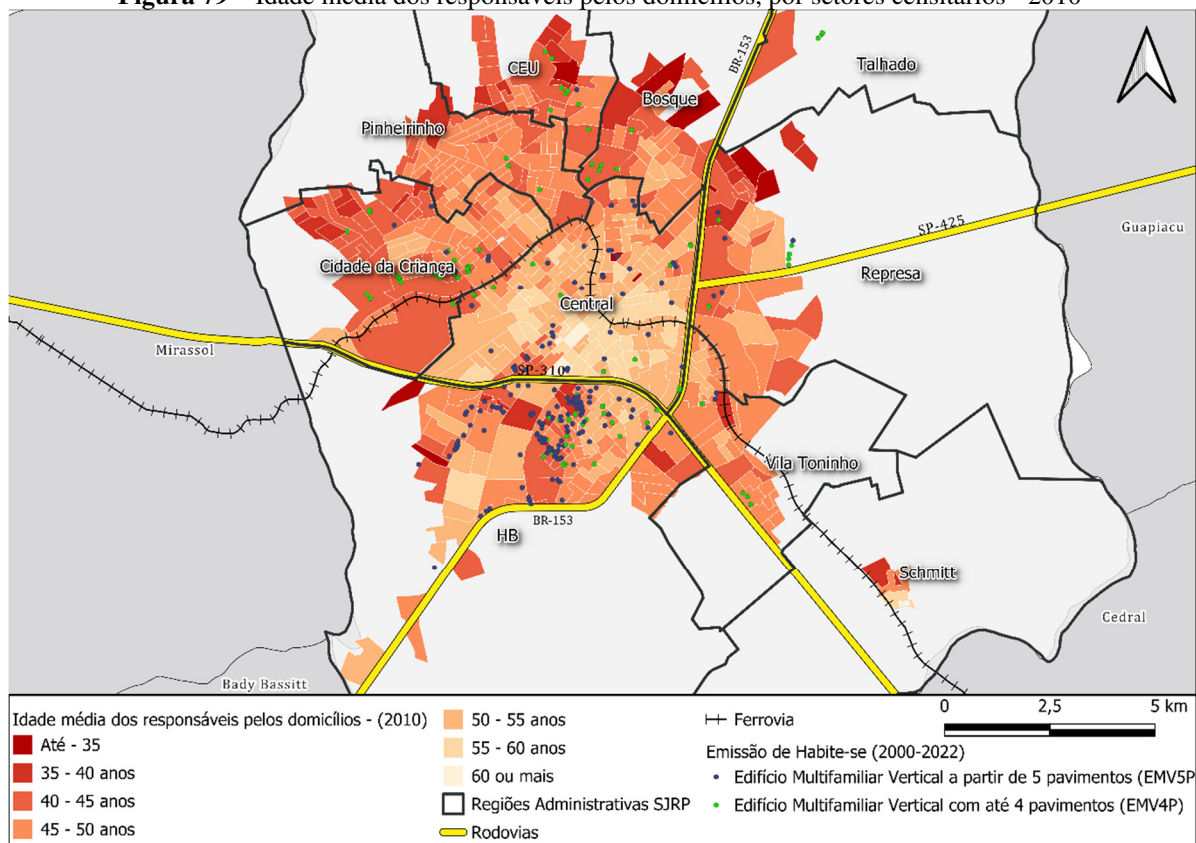 Figura 79 – Idade média dos responsáveis pelos domicílios, por setores censitários – 2010
BR-153
CEU
Talhado
Bosque
Pinheirinho
SP-425
Guapiacu
Cidade da Criança
Represa
Central
Mirassol
SP-310
Vila Toninho
BR-153
HB
Schmitt
Cedral
Bady Bassitt
Idade média dos responsáveis pelos domicílios - (2010)
Até - 35
35 - 40 anos
40 - 45 anos
45 - 50 anos
50 - 55 anos
55 - 60 anos
60 ou mais
Regiões Administrativas SJRP
Rodovias
Ferrovia
0 2,5 5 km
Emissão de Habite-se (2000-2022)
Edifício Multifamiliar Vertical a partir de 5 pavimentos (EMV5P
Edifício Multifamiliar Vertical com até 4 pavimentos (EMV4P)